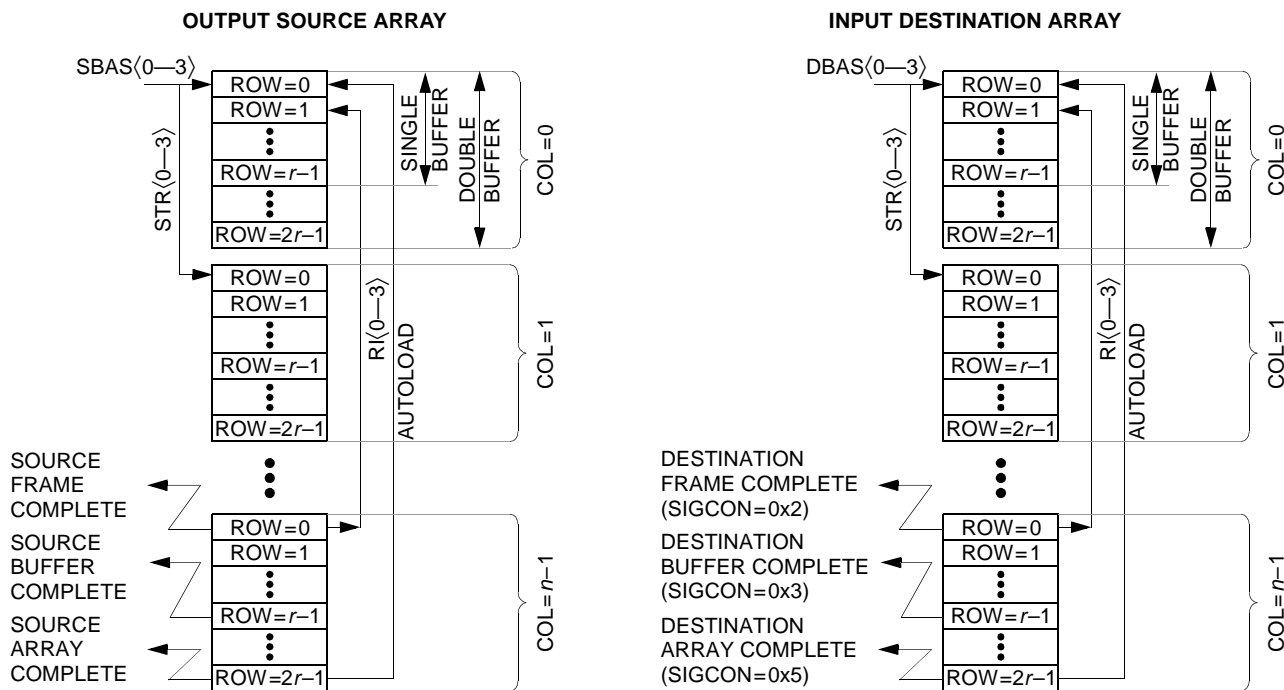 OUTPUT SOURCE ARRAY
SBAS⟨0—3⟩
STR⟨0—3⟩
ROW=0
ROW=1
ROW=r–1
ROW=2r–1
SINGLE
BUFFER
DOUBLE
BUFFER
COL=0
ROW=0
ROW=1
ROW=r–1
ROW=2r–1
RI⟨0—3⟩
AUTOLOAD
COL=1
SOURCE
FRAME
COMPLETE
SOURCE
BUFFER
COMPLETE
SOURCE
ARRAY
COMPLETE
ROW=0
ROW=1
ROW=r–1
ROW=2r–1
COL=n–1
INPUT DESTINATION ARRAY
DBAS⟨0—3⟩
STR⟨0—3⟩
ROW=0
ROW=1
ROW=r–1
ROW=2r–1
SINGLE
BUFFER
DOUBLE
BUFFER
COL=0
ROW=0
ROW=1
ROW=r–1
ROW=2r–1
RI⟨0—3⟩
AUTOLOAD
COL=1
DESTINATION
FRAME COMPLETE
(SIGCON=0x2)
DESTINATION
BUFFER COMPLETE
(SIGCON=0x3)
DESTINATION
ARRAY COMPLETE
(SIGCON=0x5)
ROW=0
ROW=1
ROW=r–1
ROW=2r–1
COL=n–1